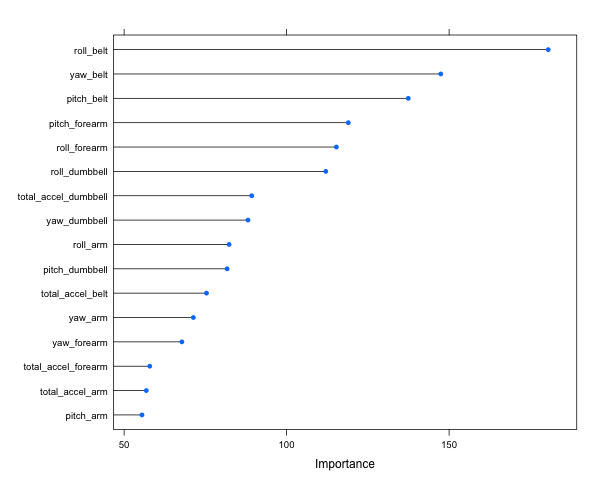 roll_belt
yaw_belt
pitch_belt
pitch_forearm
roll_forearm
roll_dumbbell
total_accel_dumbbell
yaw_dumbbell
roll_arm
pitch_dumbbell
total_accel_belt
yaw_arm
yaw_forearm
total_accel_forearm
total_accel_arm
pitch_arm
50 100 150
Importance